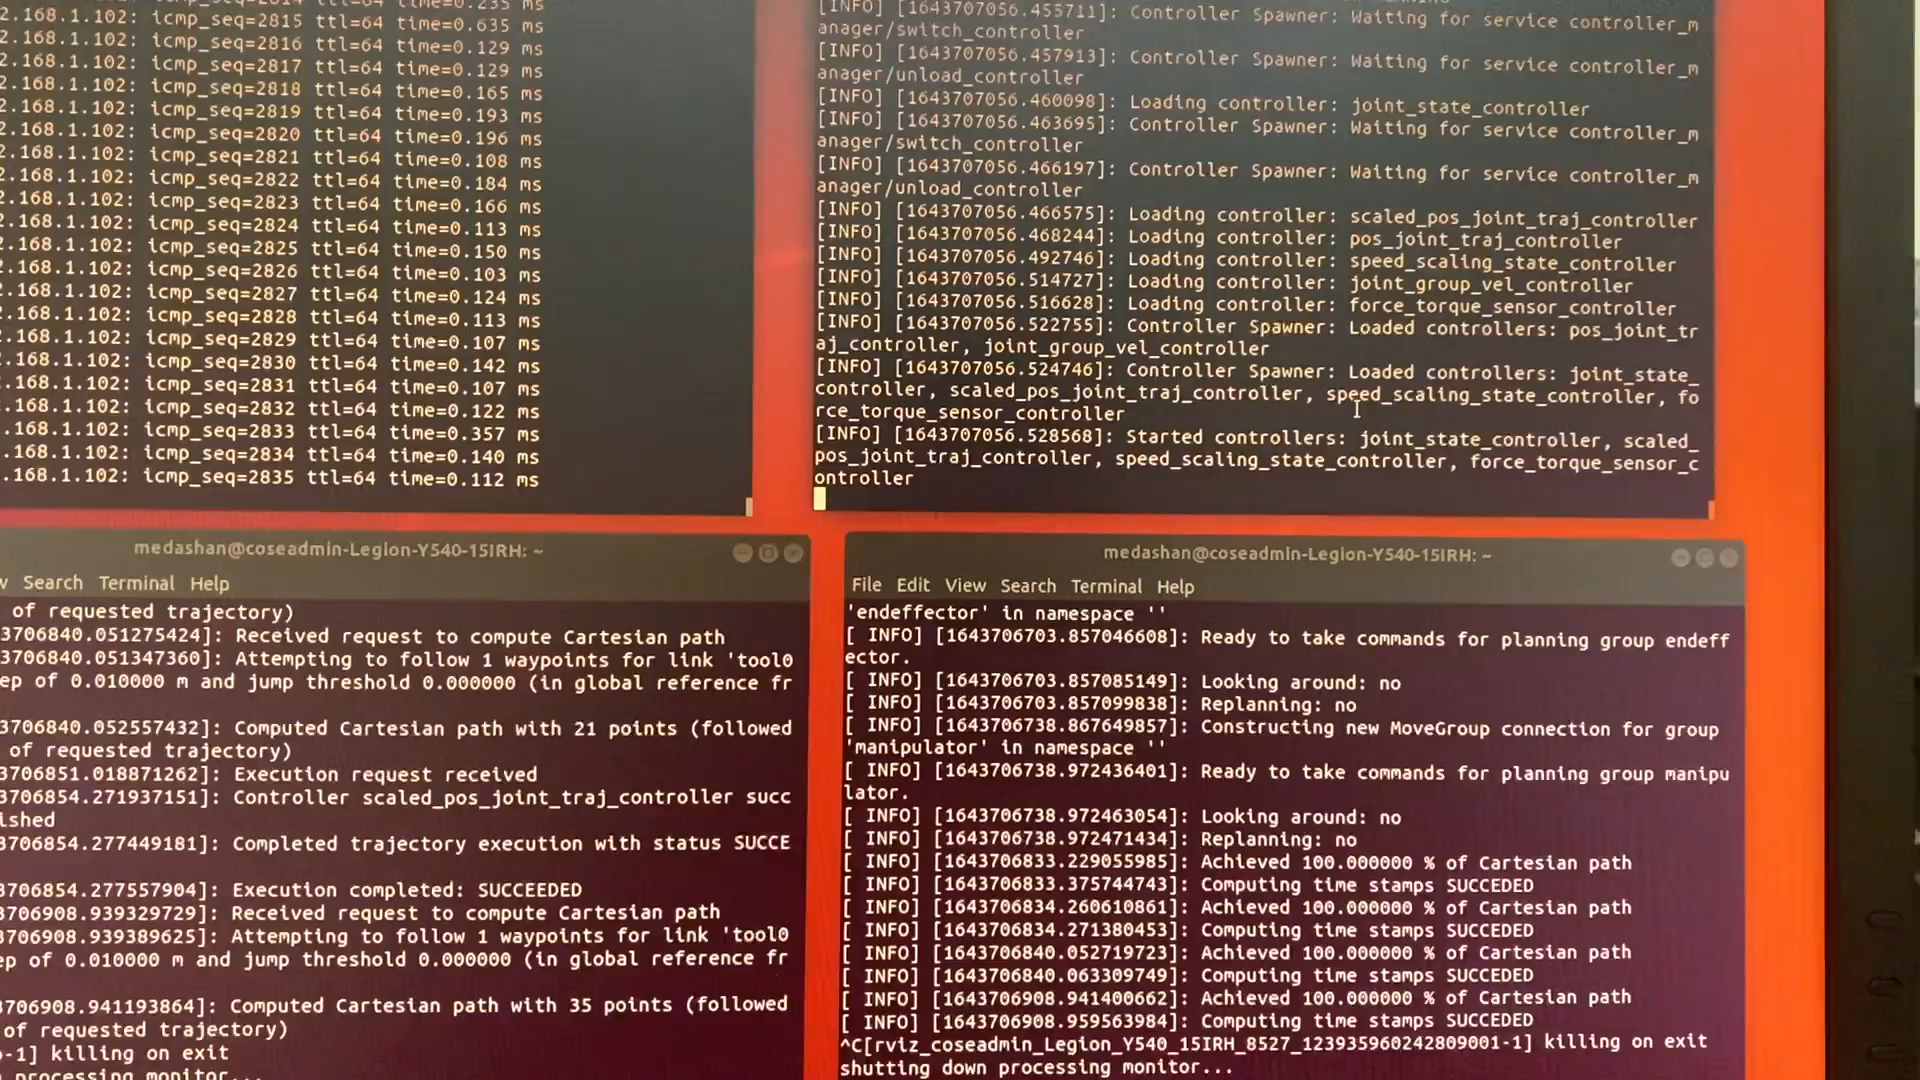 2.168.1.102: icmp_seq=2815 ttl=64 time=0.635 ms
2.168.1.102: icmp_seq=2816 ttl=64 time=0.129 ms
2.168.1.102: icmp_seq=2817 ttl=64 time=0.129 ms
2.168.1.102: icmp_seq=2818 ttl=64 time=0.165 ms
2.168.1.102: icmp_seq=2819 ttl=64 time=0.193 ms
2.168.1.102: icmp_seq=2820 ttl=64 time=0.196 ms
2.168.1.102: icmp_seq=2821 ttl=64 time=0.108 ms
2.168.1.102: icmp_seq=2822 ttl=64 time=0.184 ms
2.168.1.102: icmp_seq=2823 ttl=64 time=0.166 ms
2.168.1.102: icmp_seq=2824 ttl=64 time=0.113 ms
2.168.1.102: icmp_seq=2825 ttl=64 time=0.150 ms
2.168.1.102: icmp_seq=2826 ttl=64 time=0.103 ms
2.168.1.102: icmp_seq=2827 ttl=64 time=0.124 ms
2.168.1.102: icmp_seq=2828 ttl=64 time=0.113 ms
2.168.1.102: icmp_seq=2829 ttl=64 time=0.107 ms
2.168.1.102: icmp_seq=2830 ttl=64 time=0.142 ms
2.168.1.102: icmp_seq=2831 ttl=64 time=0.107 ms
.168.1.102: icmp_seq=2832 ttl=64 time=0.122 ms
.168.1.102: icmp_seq=2833 ttl=64 time=0.357 ms
.168.1.102: icmp_seq=2834 ttl=64 time=0.140 ms
.168.1.102: icmp_seq=2835 ttl=64 time=0.112 ms
[INFO] [1643707056.455711]: Controller Spawner: Waiting for service controller_m
anager/switch_controller
[INFO] [1643707056.457913]: Controller Spawner: Waiting for service controller_m
anager/unload_controller
[INFO] [1643707056.460098]: Loading controller: joint_state_controller
[INFO] [1643707056.463695]: Controller Spawner: Waiting for service controller_m
anager/switch_controller
[INFO] [1643707056.466197]: Controller Spawner: Waiting for service controller_m
anager/unload_controller
[INFO] [1643707056.466575]: Loading controller: scaled_pos_joint_traj_controller
[INFO] [1643707056.468244]: Loading controller: pos_joint_traj_controller
[INFO] [1643707056.492746]: Loading controller: speed_scaling_state_controller
[INFO] [1643707056.514727]: Loading controller: joint_group_vel_controller
[INFO] [1643707056.516628]: Loading controller: force_torque_sensor_controller
[INFO] [1643707056.522755]: Controller Spawner: Loaded controllers: pos_joint_tr
aj_controller, joint_group_vel_controller
[INFO] [1643707056.524746]: Controller Spawner: Loaded controllers: joint_state_
controller, scaled_pos_joint_traj_controller, speed_scaling_state_controller, fo
rce_torque_sensor_controller
[INFO] [1643707056.528568]: Started controllers: joint_state_controller, scaled_
pos_joint_traj_controller, speed_scaling_state_controller, force_torque_sensor_c
ontroller
medashan@coseadmin-Legion-Y540-15IRH: ~
w Search Terminal Help
of requested trajectory)
3706840.051275424]: Received request to compute Cartesian path
3706840.051347360]: Attempting to follow 1 waypoints for link 'tool0
ep of 0.010000 m and jump threshold 0.000000 (in global reference fr
3706840.052557432]: Computed Cartesian path with 21 points (followed
of requested trajectory)
3706851.018871262]: Execution request received
3706854.271937151]: Controller scaled_pos_joint_traj_controller succ
ished
3706854.277449181]: Completed trajectory execution with status SUCCE
3706854.277557904]: Execution completed: SUCCEEDED
3706908.939329729]: Received request to compute Cartesian path
3706908.939389625]: Attempting to follow 1 waypoints for link 'tool0
ep of 0.010000 m and jump threshold 0.000000 (in global reference fr
3706908.941193864]: Computed Cartesian path with 35 points (followed
of requested trajectory)
-1] killing on exit
processing monitor...
medashan@coseadmin-Legion-Y540-15IRH: ~
File Edit View Search Terminal Help
'endeffector' in namespace ''
[ INFO] [1643706703.857046608]: Ready to take commands for planning group endeff
ector.
[ INFO] [1643706703.857085149]: Looking around: no
[ INFO] [1643706703.857099838]: Replanning: no
[ INFO] [1643706738.867649857]: Constructing new MoveGroup connection for group
'manipulator' in namespace ''
[ INFO] [1643706738.972436401]: Ready to take commands for planning group manipu
lator.
[ INFO] [1643706738.972463054]: Looking around: no
[ INFO] [1643706738.972471434]: Replanning: no
[ INFO] [1643706833.229055985]: Achieved 100.000000 % of Cartesian path
[ INFO] [1643706833.375744743]: Computing time stamps SUCCEDED
[ INFO] [1643706834.260610861]: Achieved 100.000000 % of Cartesian path
[ INFO] [1643706834.271380453]: Computing time stamps SUCCEDED
[ INFO] [1643706840.052719723]: Achieved 100.000000 % of Cartesian path
[ INFO] [1643706840.063309749]: Computing time stamps SUCCEDED
[ INFO] [1643706908.941400662]: Achieved 100.000000 % of Cartesian path
[ INFO] [1643706908.959563984]: Computing time stamps SUCCEDED
^C[rviz_coseadmin_Legion_Y540_15IRH_8527_123935960242809001-1] killing on exit
shutting down processing monitor...